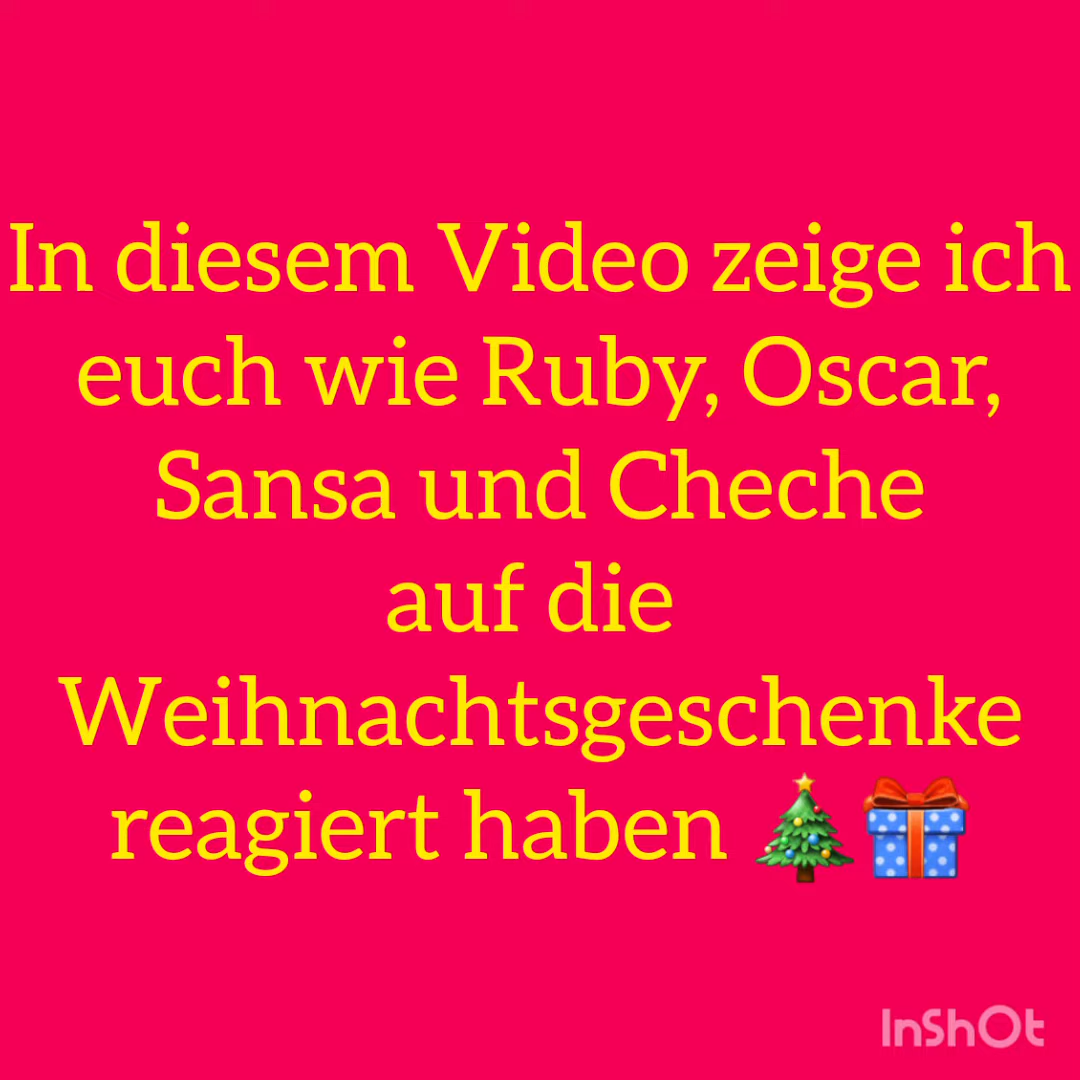 In diesem Video zeige ich
euch wie Ruby, Oscar,
Sansa und Cheche
auf die
Weihnachtsgeschenke
reagiert haben 🎄🎁
InShOt